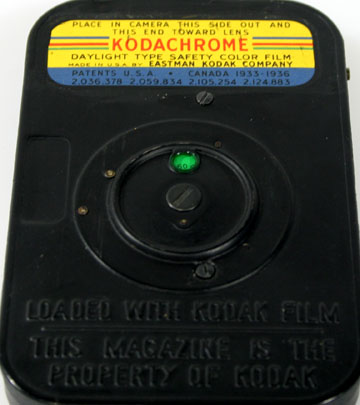 PLACE IN CAMERA THIS SIDE OUT AND
THIS END TOWARD LENS
KODACHROME
DAYLIGHT TYPE SAFETY COLOR FILM
MADE IN U.S.A. BY EASTMAN KODAK COMPANY
PATENTS U.S.A. • CANADA 1933-1936
2,036,378 2,059,834 2,105,254 2,124,883
LOADED WITH KODAK FILM
THIS MAGAZINE IS THE
PROPERTY OF KODAK